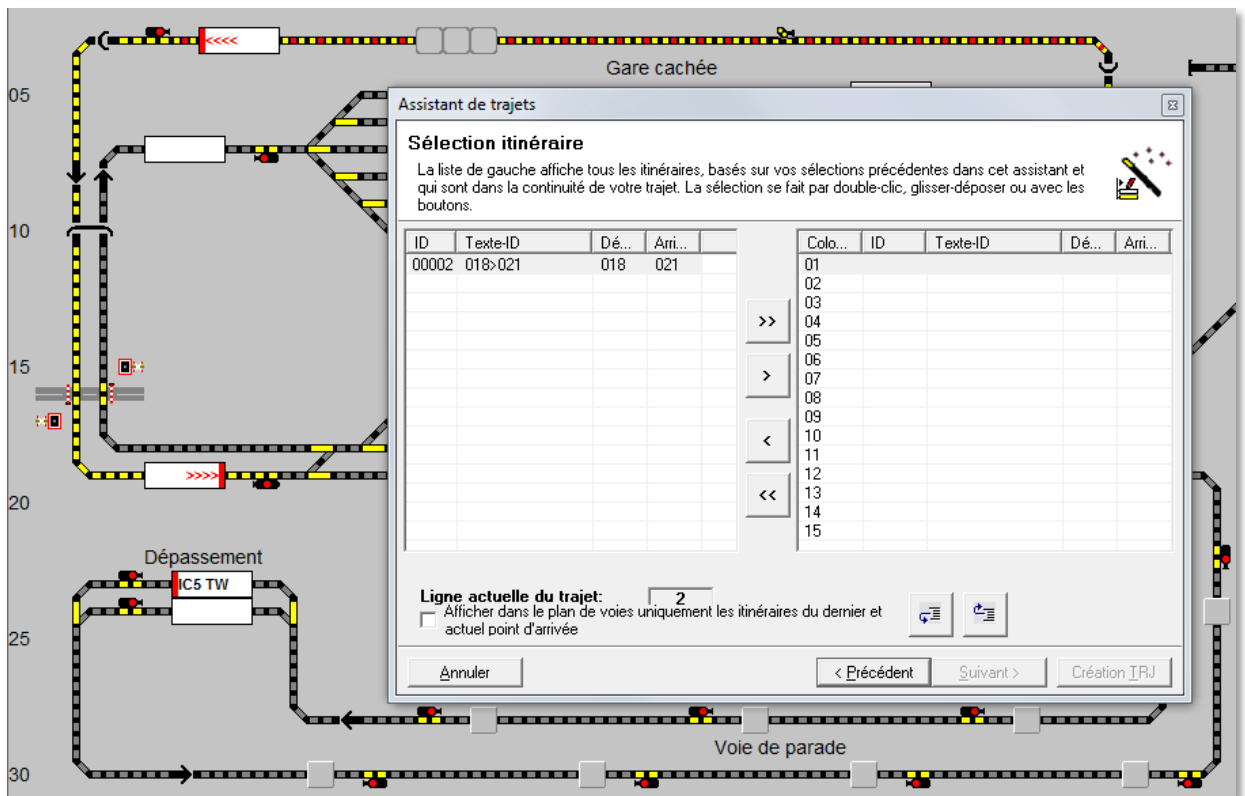 <<<<
Gare cachée
05
Assistant de trajets
Sélection itinéraire
La liste de gauche affiche tous les itinéraires, basés sur vos sélections précédentes dans cet assistant et
qui sont dans la continuité de votre trajet. La sélection se fait par double-clic, glisser-déposer ou avec les
boutons.
10
ID Texte-ID Dé... Arri...
Colo... ID Texte-ID Dé... Arri...
00002 018>021 018 021
01
02
03
04
05
06
07
08
09
10
11
12
13
14
15
>>
>
<
<<
15
>>>>
20
Dépassement
IC5 TW
Ligne actuelle du trajet: 2
Afficher dans le plan de voies uniquement les itinéraires du dernier et
actuel point d'arrivée
25
Annuler
< Précédent
Suivant >
Création TRJ
Voie de parade
30